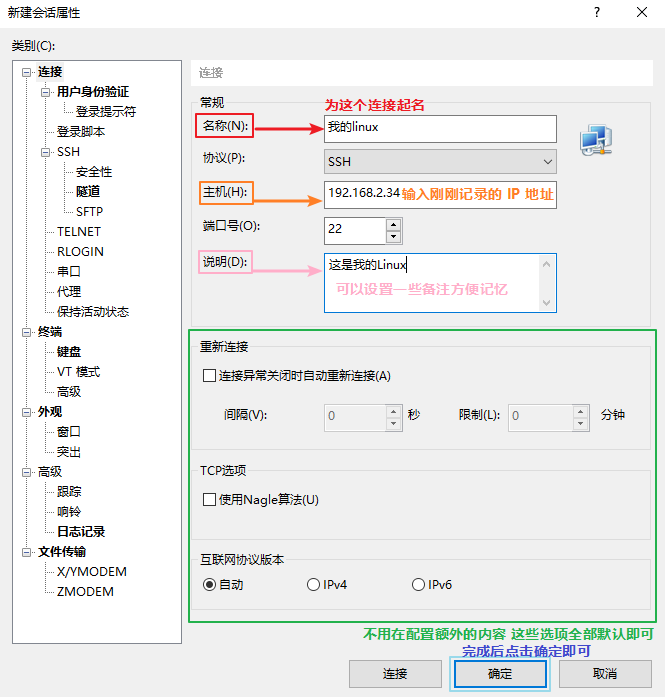 新建会话属性
?
类别(C):
连接
用户身份验证
登录提示符
登录脚本
SSH
安全性
隧道
SFTP
TELNET
RLOGIN
串口
代理
保持活动状态
终端
键盘
VT 模式
高级
外观
窗口
突出
高级
跟踪
响铃
日志记录
文件传输
X/YMODEM
ZMODEM
连接
常规
为这个连接起名
名称(N): 我的linux
协议(P): SSH
主机(H): 192.168.2.34 输入刚刚记录的 IP 地址
端口号(O): 22
说明(D): 这是我的Linux
可以设置一些备注方便记忆
重新连接
连接异常关闭时自动重新连接(A)
间隔(V): 0 秒 限制(L): 0 分钟
TCP选项
使用Nagle算法(U)
互联网协议版本
自动 IPv4 IPv6
不用在配置额外的内容 这些选项全部默认即可
完成后点击确定即可
连接 确定 取消